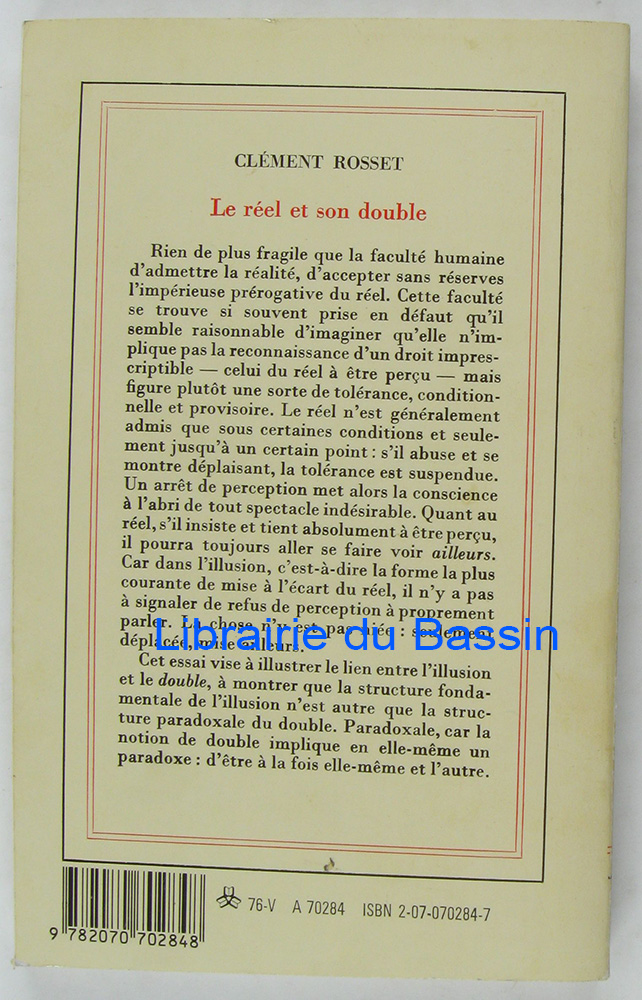 CLÉMENT ROSSET
Le réel et son double
Rien de plus fragile que la faculté humaine
d'admettre la réalité, d'accepter sans réserves
l'impérieuse prérogative du réel. Cette faculté
se trouve si souvent prise en défaut qu'il
semble raisonnable d'imaginer qu'elle n'im-
plique pas la reconnaissance d'un droit impres-
criptible — celui du réel à être perçu — mais
figure plutôt une sorte de tolérance, condition-
nelle et provisoire. Le réel n'est généralement
admis que sous certaines conditions et seule-
ment jusqu'à un certain point : s'il abuse et se
montre déplaisant, la tolérance est suspendue.
Un arrêt de perception met alors la conscience
à l'abri de tout spectacle indésirable. Quant au
réel, s'il insiste et tient absolument à être perçu,
il pourra toujours aller se faire voir ailleurs.
Car dans l'illusion, c'est-à-dire la forme la plus
courante de mise à l'écart du réel, il n'y a pas
à signaler de refus de perception à proprement
parler. La chose n'y est pas niée : seulement
déplacée, mise ailleurs.
Librairie du Bassin
Cet essai vise à illustrer le lien entre l'illusion
et le double, à montrer que la structure fonda-
mentale de l'illusion n'est autre que la struc-
ture paradoxale du double. Paradoxale, car la
notion de double implique en elle-même un
paradoxe : d'être à la fois elle-même et l'autre.
76-V A 70284 ISBN 2-07-070284-7
9 782070 702848